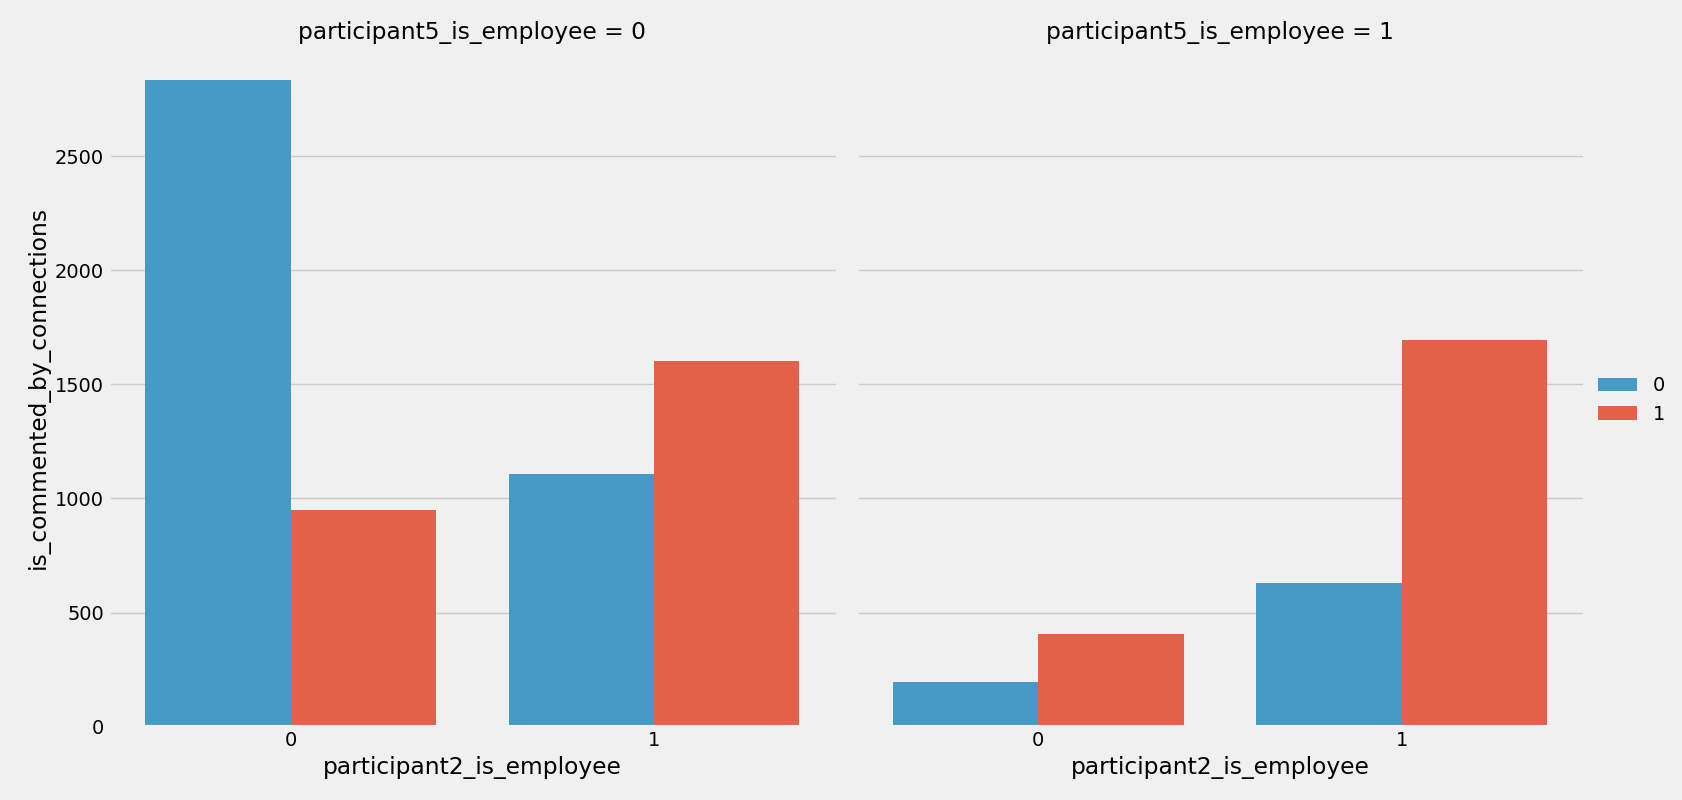 participant5_is_employee = 0
participant5_is_employee = 1
is_commented_by_connections
2500
2000
1500
1000
500
0
0
1
participant2_is_employee
0
1
participant2_is_employee
0
1